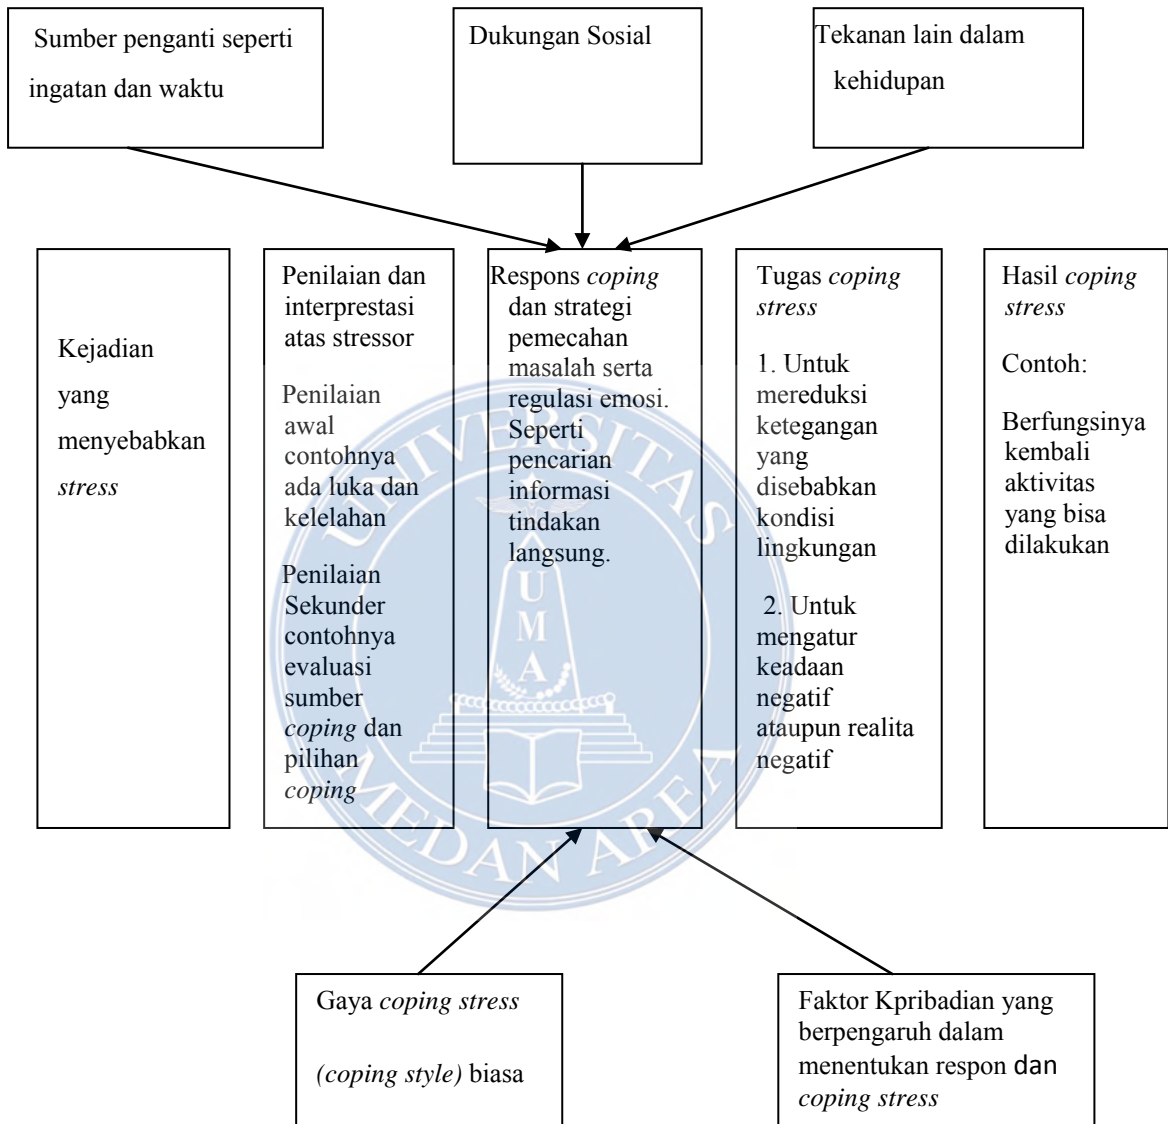 Sumber penganti seperti
ingatan dan waktu
Dukungan Sosial
Tekanan lain dalam
kehidupan
Kejadian
yang
menyebabkan
stress
Penilaian dan
interprestasi
atas stressor
Penilaian
awal
contohnya
ada luka dan
kelelahan
Penilaian
Sekunder
contohnya
evaluasi
sumber
coping dan
pilihan
coping
Respons coping
dan strategi
pemecahan
masalah serta
regulasi emosi.
Seperti
pencarian
informasi
tindakan
langsung.
Tugas coping
stress
1. Untuk
mereduksi
ketegangan
yang
disebabkan
kondisi
lingkungan
2. Untuk
mengatur
keadaan
negatif
ataupun realita
negatif
Hasil coping
stress
Contoh:
Berfungsinya
kembali
aktivitas
yang bisa
dilakukan
UNIVERSITAS
UMA
MEDAN AREA
Gaya coping stress
(coping style) biasa
Faktor Kpribadian yang
berpengaruh dalam
menentukan respon dan
coping stress